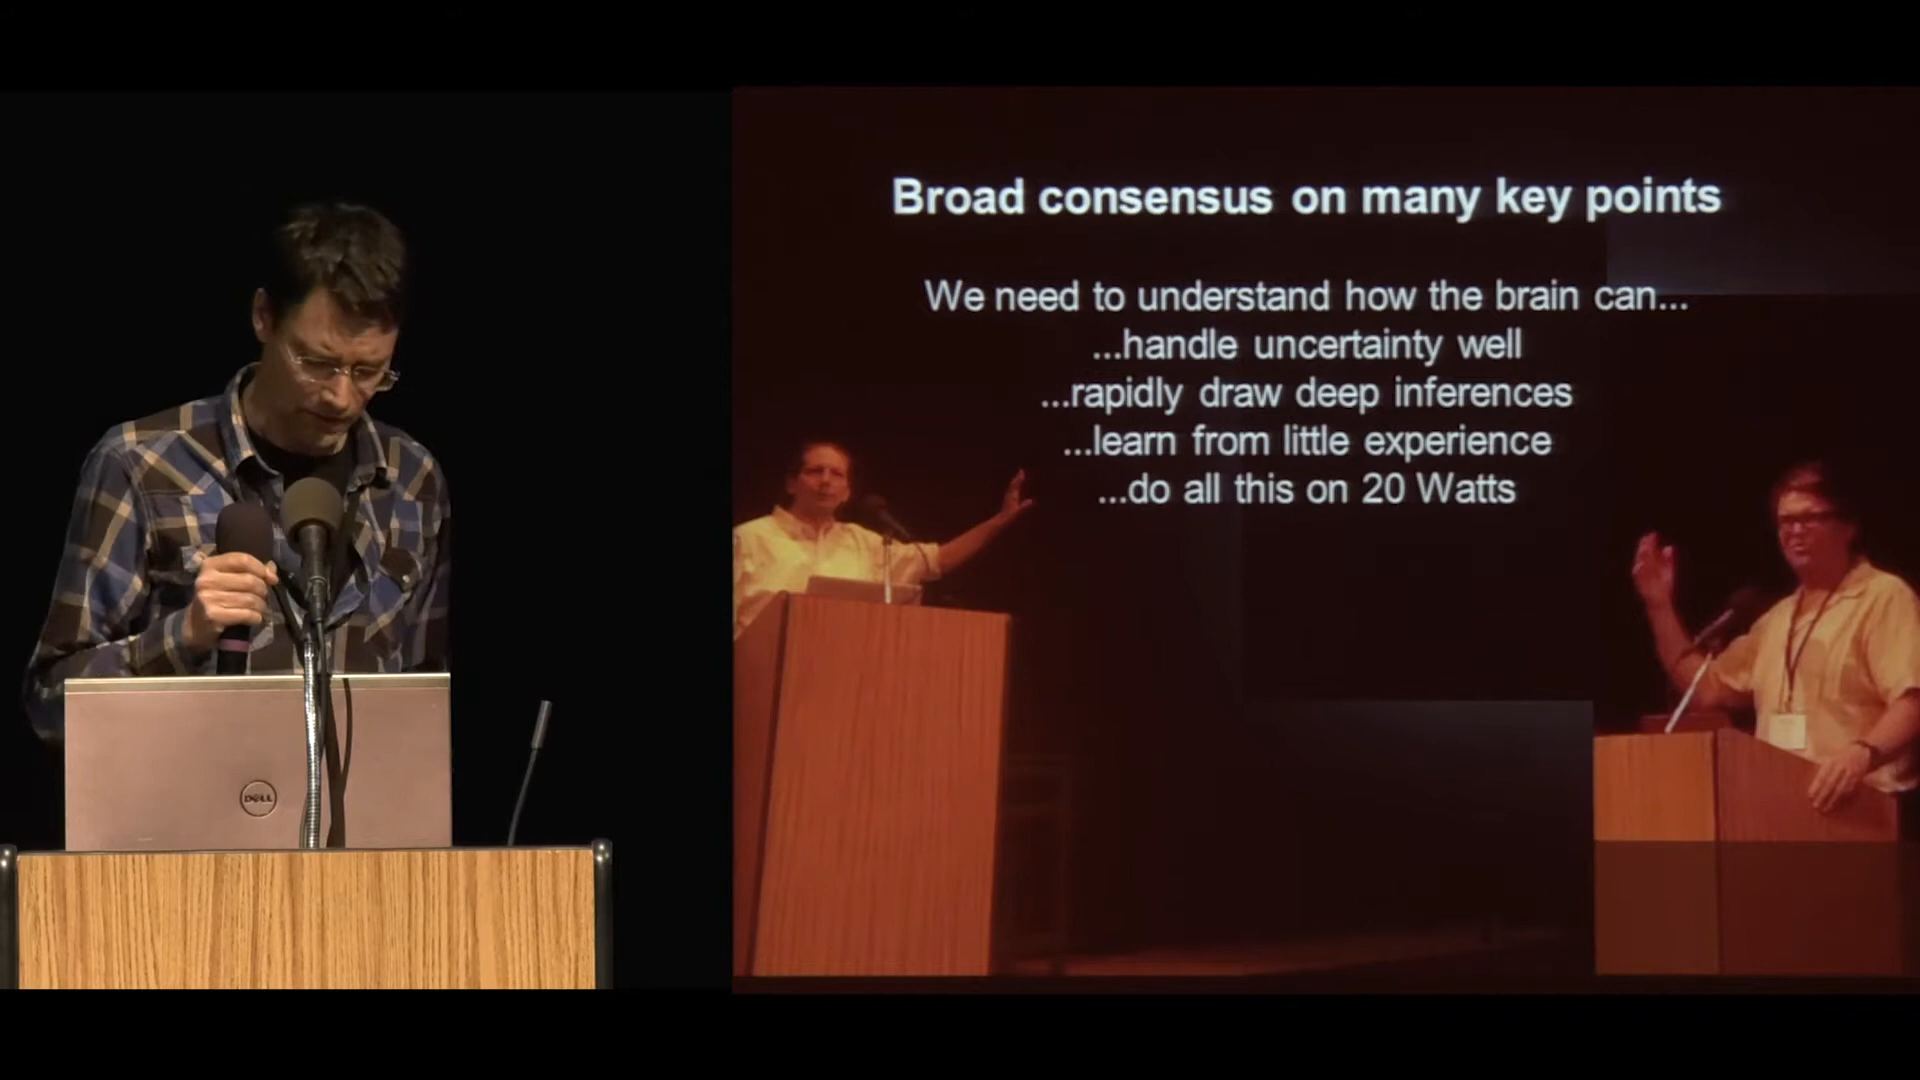 Broad consensus on many key points
We need to understand how the brain can...
...handle uncertainty well
...rapidly draw deep inferences
...learn from little experience
...do all this on 20 Watts
DELL